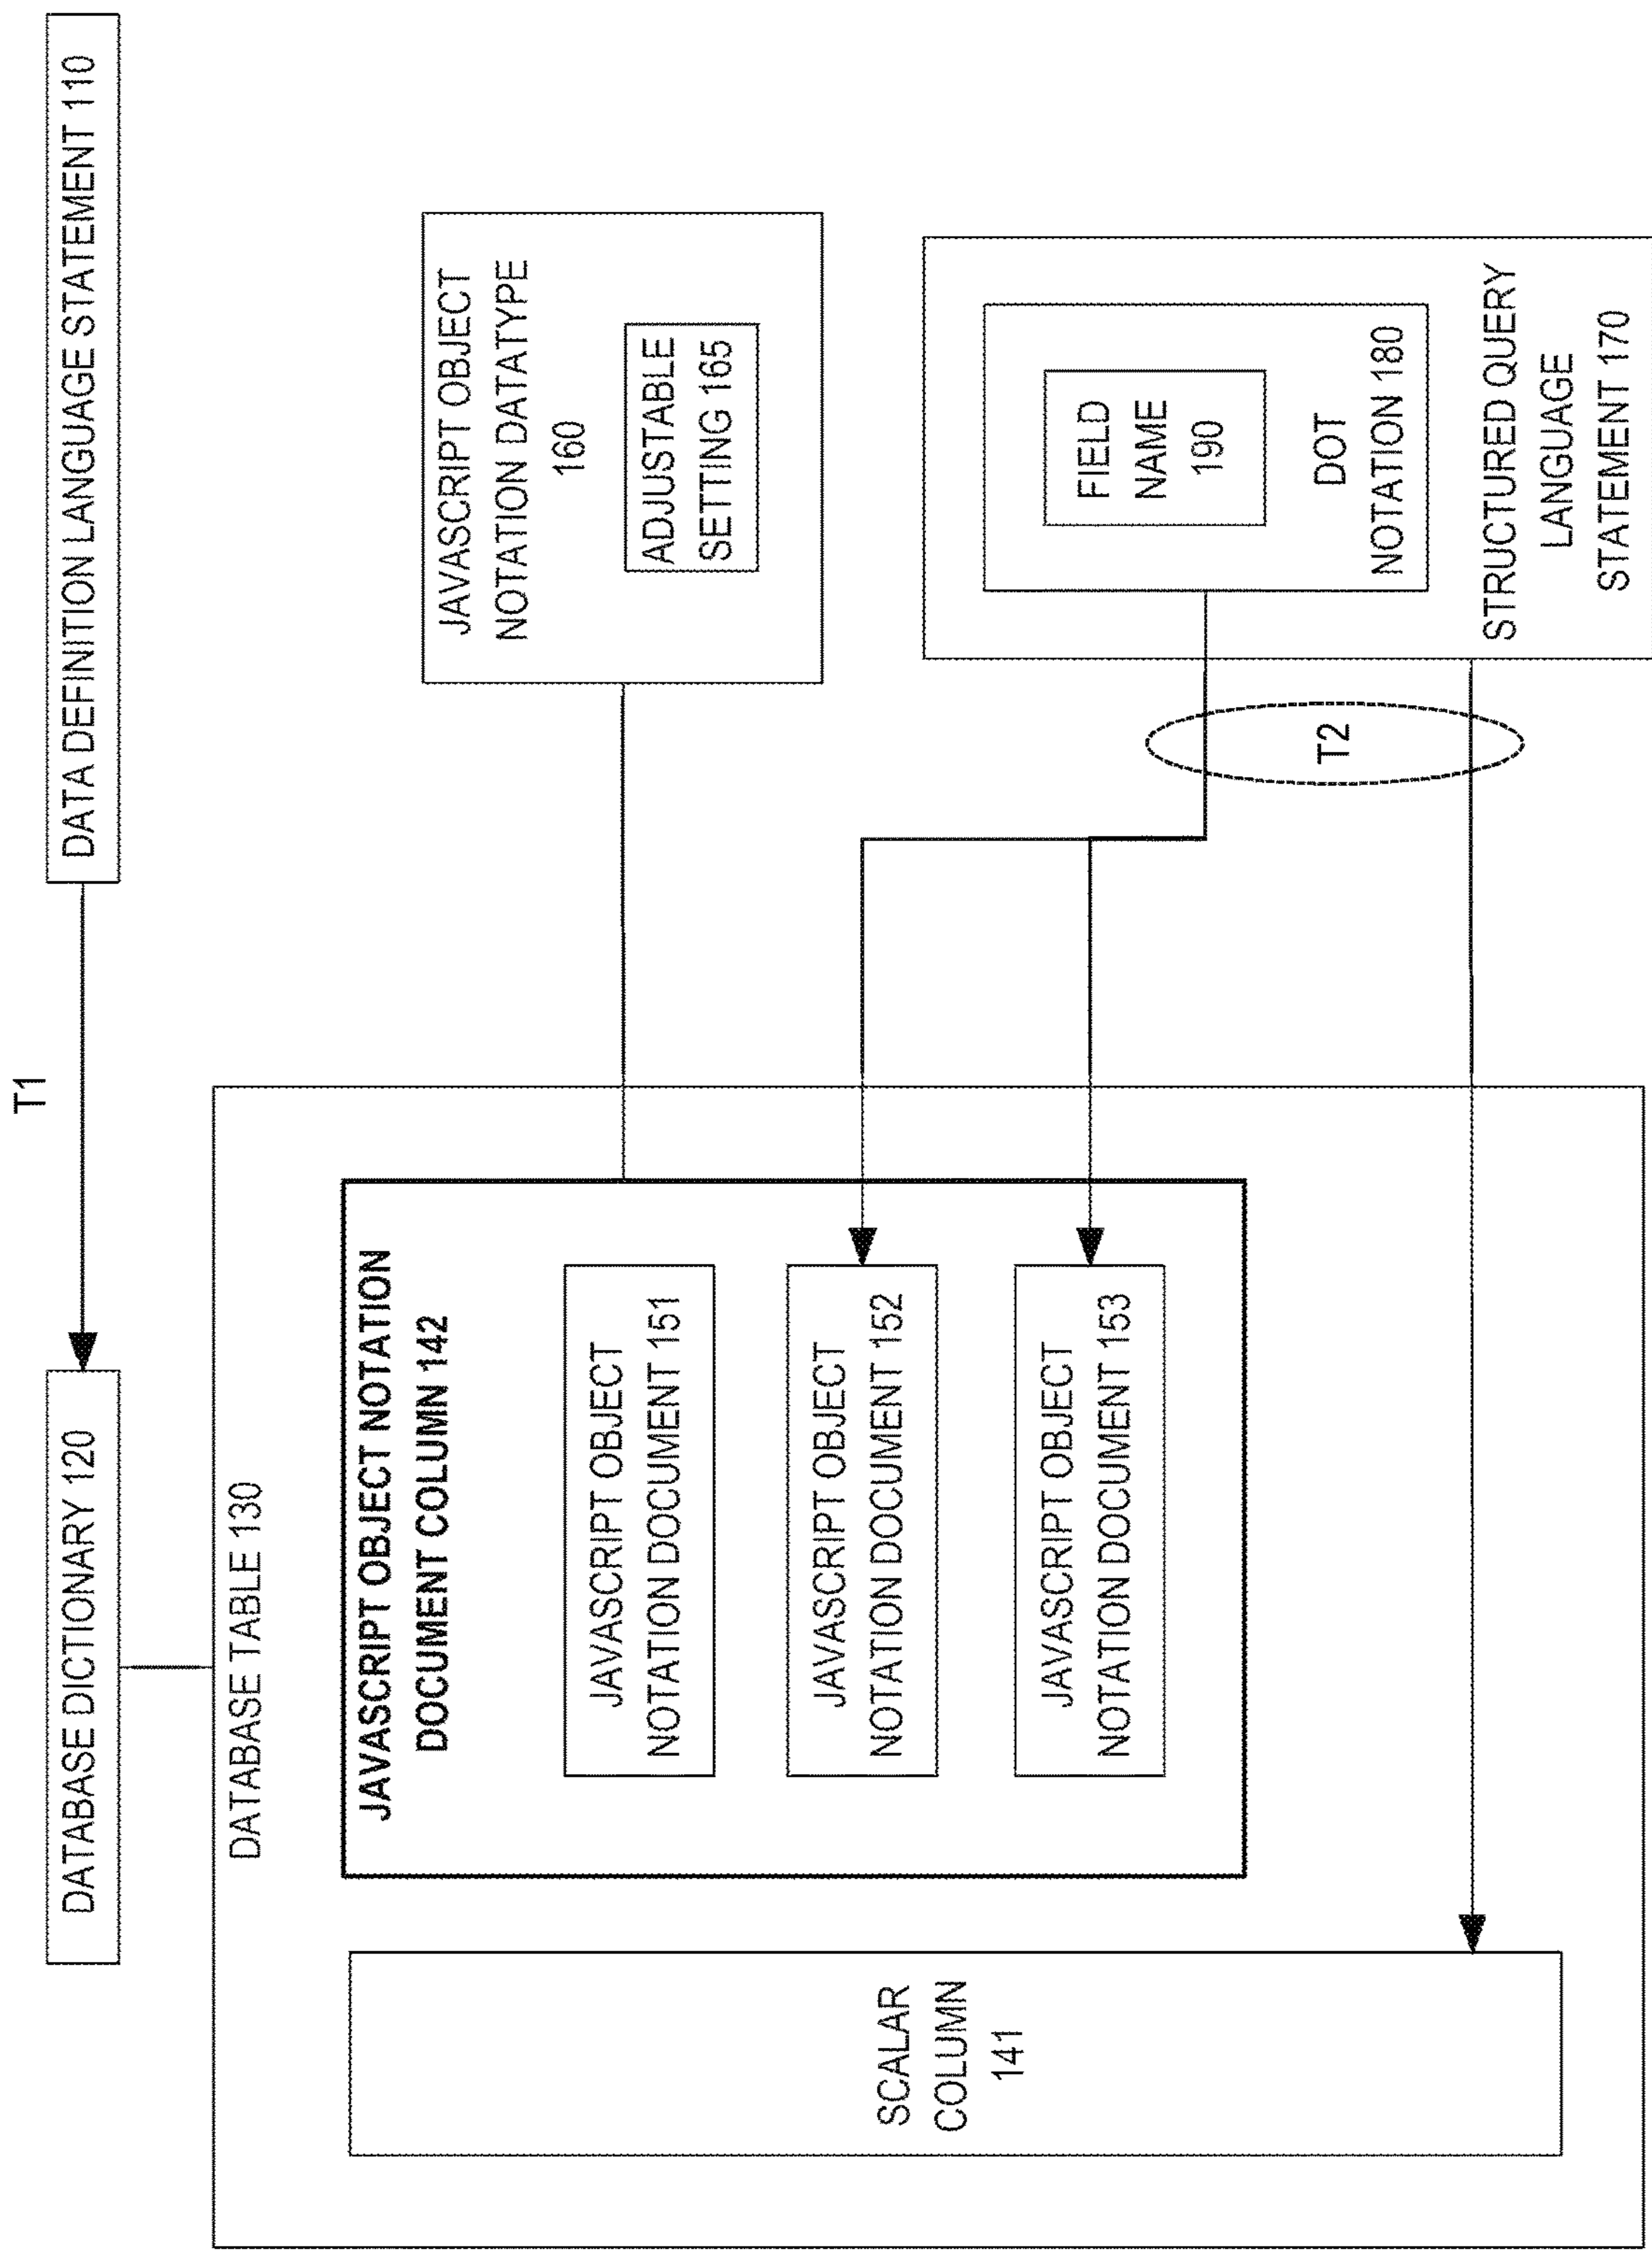 T1
DATABASE DICTIONARY 120
DATA DEFINITION LANGUAGE STATEMENT 110
DATABASE TABLE 130
SCALAR
COLUMN
141
JAVASCRIPT OBJECT NOTATION
DOCUMENT COLUMN 142
JAVASCRIPT OBJECT
NOTATION DOCUMENT 151
JAVASCRIPT OBJECT
NOTATION DOCUMENT 152
JAVASCRIPT OBJECT
NOTATION DOCUMENT 153
JAVASCRIPT OBJECT
NOTATION DATATYPE
160
ADJUSTABLE
SETTING 165
T2
FIELD
NAME
190
DOT
NOTATION 180
STRUCTURED QUERY
LANGUAGE
STATEMENT 170